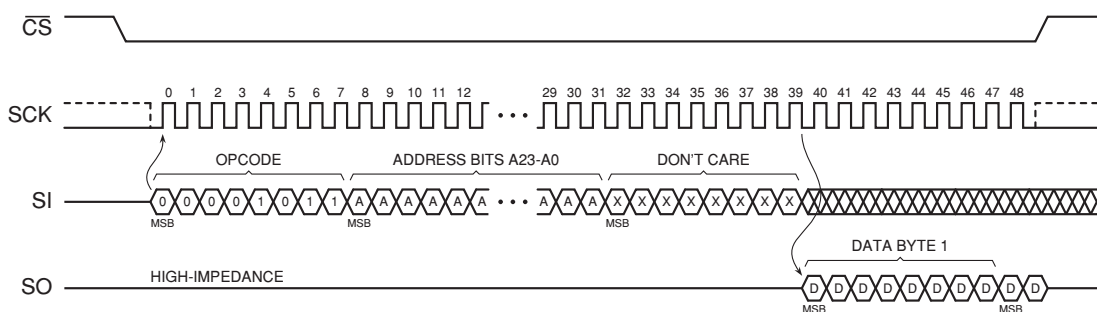 CS
SCK
0 1 2 3 4 5 6 7 8 9 10 11 12 29 30 31 32 33 34 35 36 37 38 39 40 41 42 43 44 45 46 47 48
OPCODE ADDRESS BITS A23-A0 DON'T CARE
SI
0 0 0 0 1 0 1 1 A A A A A A A A A X X X X X X X X
MSB MSB MSB
DATA BYTE 1
HIGH-IMPEDANCE
SO
D D D D D D D D D D
MSB MSB